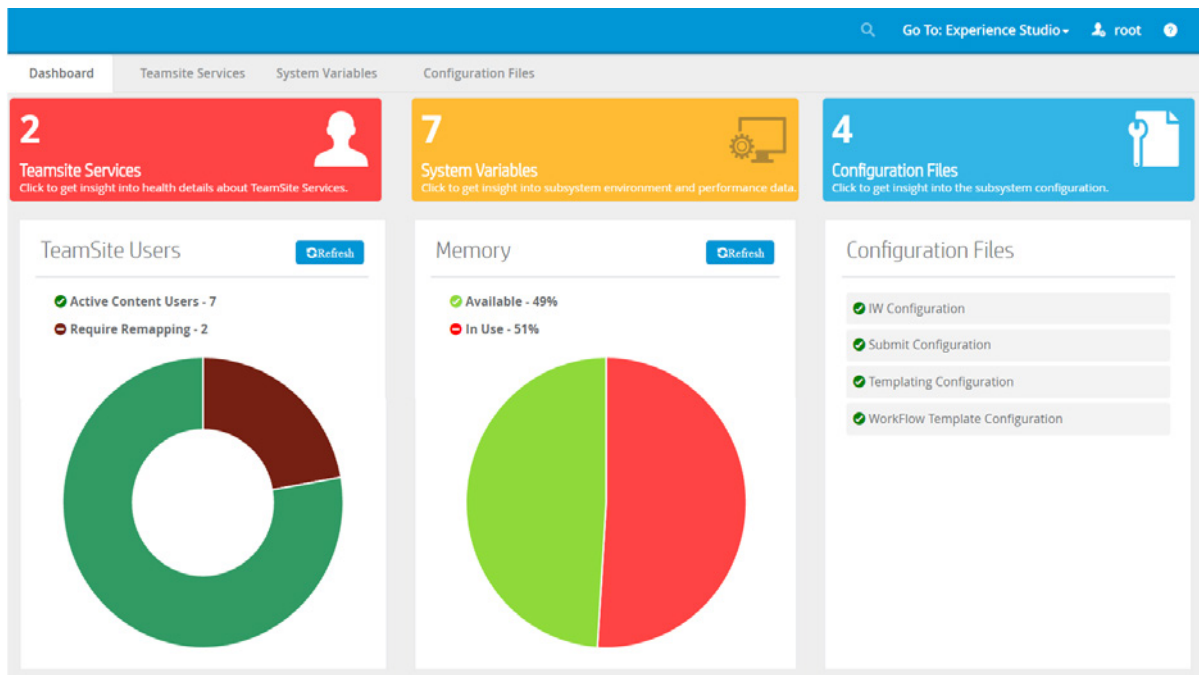 Go To: Experience Studio
root
Dashboard
Teamsite Services
System Variables
Configuration Files
2
Teamsite Services
Click to get insight into health details about TeamSite Services.
7
System Variables
Click to get insight into subsystem environment and performance data.
4
Configuration Files
Click to get insight into the subsystem configuration.
TeamSite Users
Refresh
Active Content Users - 7
Require Remapping - 2
Memory
Refresh
Available - 49%
In Use - 51%
Configuration Files
IW Configuration
Submit Configuration
Templating Configuration
WorkFlow Template Configuration